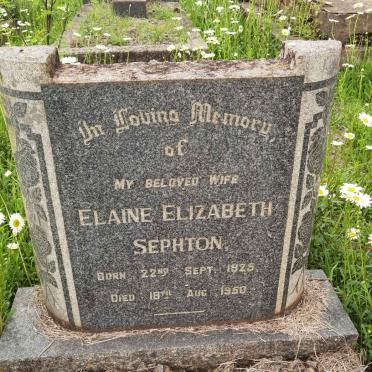 In Loving Memory
of
MY BELOVED WIFE
ELAINE ELIZABETH
SEPHTON.
BORN 22ND SEPT. 1925
DIED 18TH AUG. 1950.